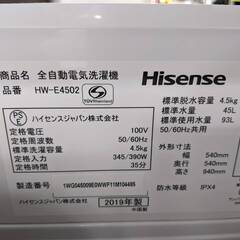 商品名 全自動電気洗濯機
品番 HW-E4502
TÜVRheinland
Hisense
ハイセンスジャパン株式会社
定格電圧 100V
定格周波数 50/60Hz
標準洗濯容量 4.5kg
定格消費電力 345/390W
定格時間 35分
標準脱水容量 4.5kg
標準水量 45L
標準使用水量 93L
50/60Hz共用
外形寸法
幅 540mm
奥行 540mm
高さ 940mm
防水等級 IPX4
製造番号
ハイセンスジャパン株式会社
2019年製
中国製